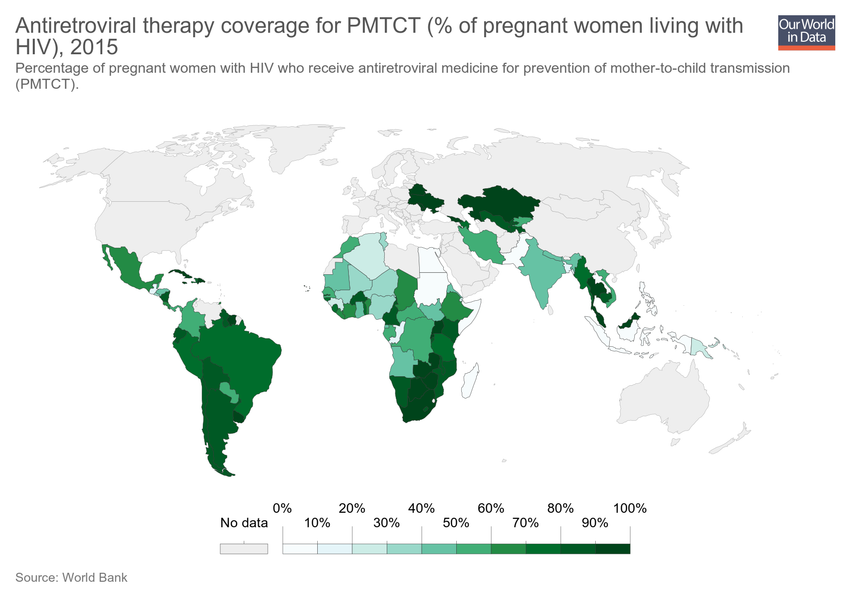 Antiretroviral therapy coverage for PMTCT (% of pregnant women living with
HIV), 2015
Our World
in Data
Percentage of pregnant women with HIV who receive antiretroviral medicine for prevention of mother-to-child transmission
(PMTCT).
0% 20% 40% 60% 80% 100%
No data 10% 30% 50% 70% 90%
Source: World Bank